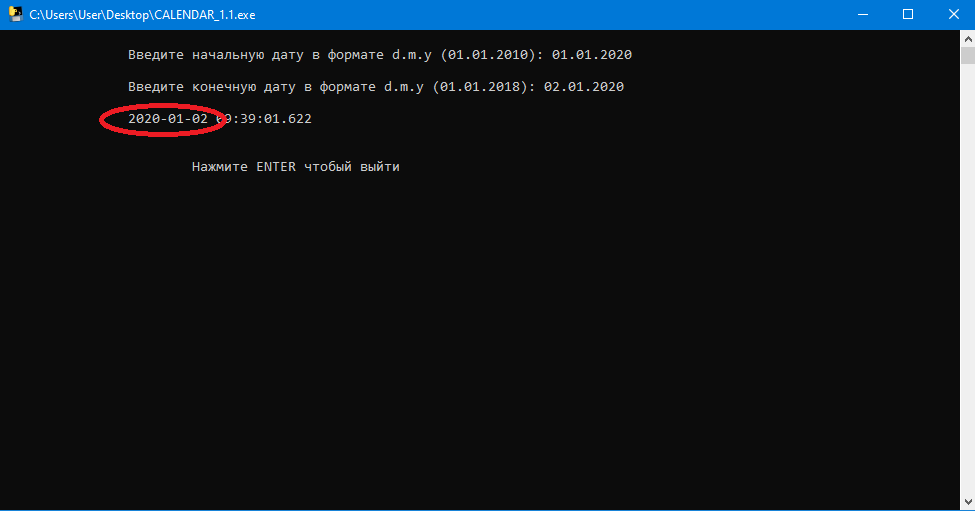 C:\Users\User\Desktop\CALENDAR_1.1.exe
Введите начальную дату в формате d.m.y (01.01.2010): 01.01.2020
Введите конечную дату в формате d.m.y (01.01.2018): 02.01.2020
2020-01-02 09:39:01.622
Нажмите ENTER чтобый выйти